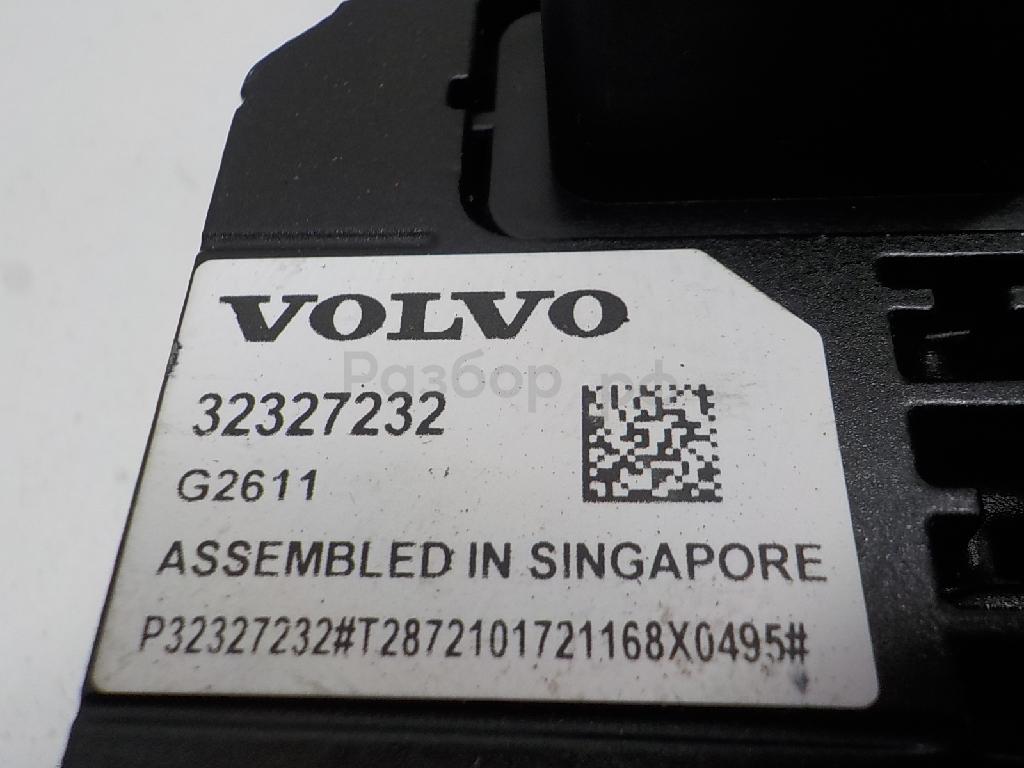 VOLVO
Разбор.рф
32327232
G2611
ASSEMBLED IN SINGAPORE
P32327232#T2872101721168X0495#